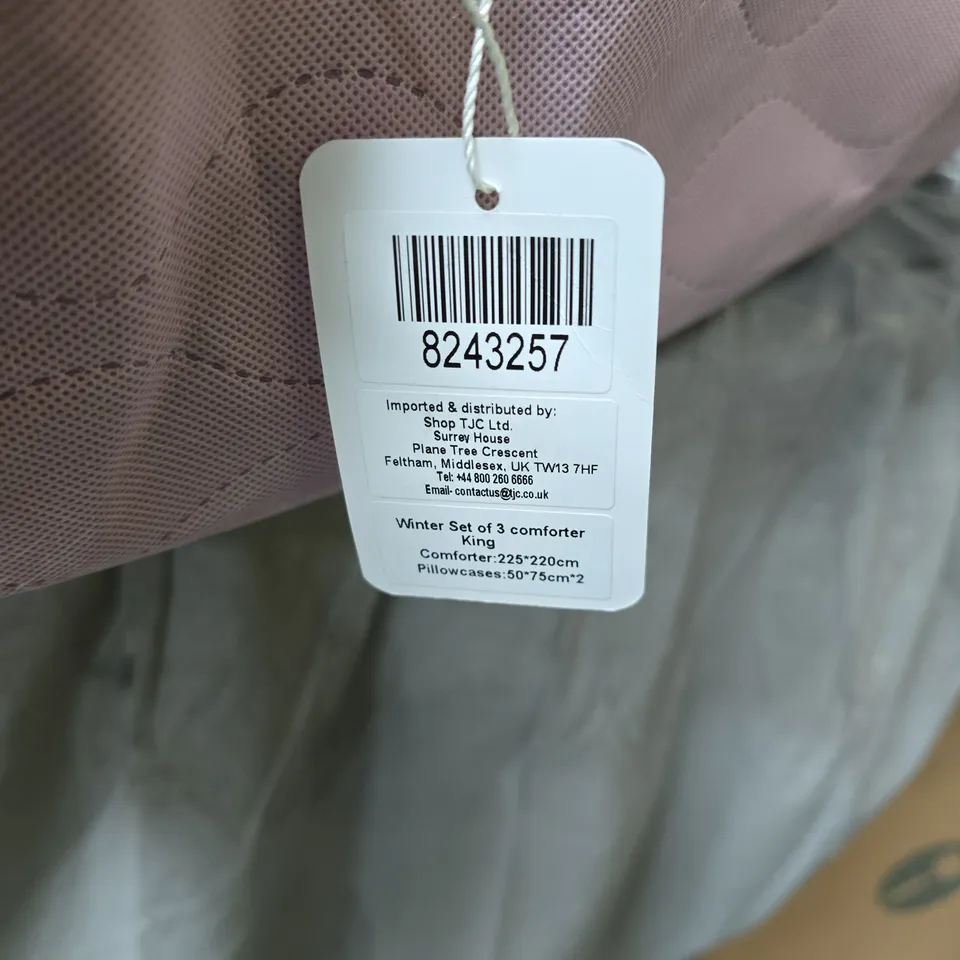 8243257
Imported & distributed by:
Shop TJC Ltd.
Surrey House
Plane Tree Crescent
Feltham, Middlesex, UK TW13 7HF
Tel: +44 800 260 6666
Email- contactus@tjc.co.uk
Winter Set of 3 comforter
King
Comforter:225*220cm
Pillowcases:50*75cm*2